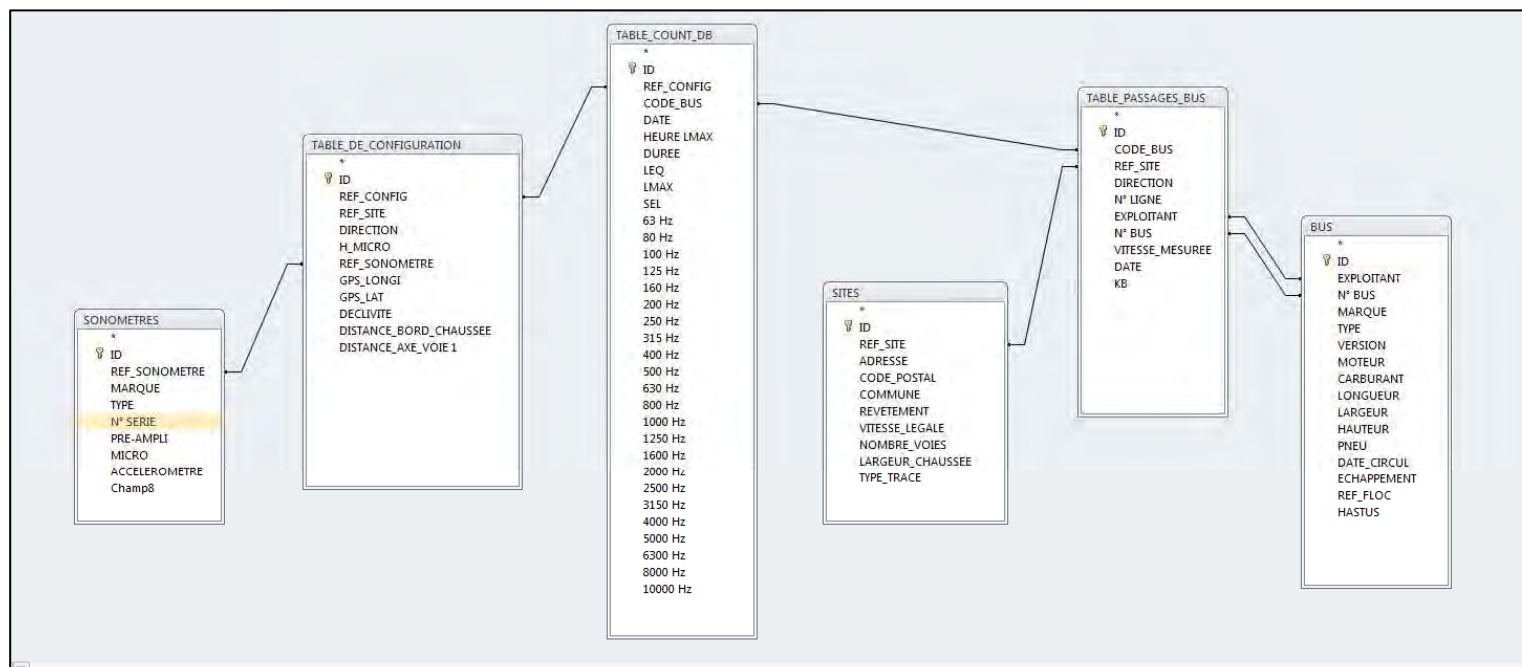 SONOMETRES
*
ID
REF_SONOMETRE
MARQUE
TYPE
N° SERIE
PRE-AMPLI
MICRO
ACCELEROMETRE
Champ8
TABLE_DE_CONFIGURATION
*
ID
REF_CONFIG
REF_SITE
DIRECTION
H_MICRO
REF_SONOMETRE
GPS_LONGI
GPS_LAT
DECLIVITE
DISTANCE_BORD_CHAUSSEE
DISTANCE_AXE_VOIE 1
TABLE_COUNT_DB
*
ID
REF_CONFIG
CODE_BUS
DATE
HEURE LMAX
DUREE
LEQ
LMAX
SEL
63 Hz
80 Hz
100 Hz
125 Hz
160 Hz
200 Hz
250 Hz
315 Hz
400 Hz
500 Hz
630 Hz
800 Hz
1000 Hz
1250 Hz
1600 Hz
2000 Hz
2500 Hz
3150 Hz
4000 Hz
5000 Hz
6300 Hz
8000 Hz
10000 Hz
SITES
*
ID
REF_SITE
ADRESSE
CODE_POSTAL
COMMUNE
REVETEMENT
VITESSE_LEGALE
NOMBRE_VOIES
LARGEUR_CHAUSSEE
TYPE_TRACE
TABLE_PASSAGES_BUS
*
ID
CODE_BUS
REF_SITE
DIRECTION
N° LIGNE
EXPLOITANT
N° BUS
VITESSE_MESUREE
DATE
KB
BUS
*
ID
EXPLOITANT
N° BUS
MARQUE
TYPE
VERSION
MOTEUR
CARBURANT
LONGUEUR
LARGEUR
HAUTEUR
PNEU
DATE_CIRCUL
ECHAPPEMENT
REF_FLOC
HASTUS